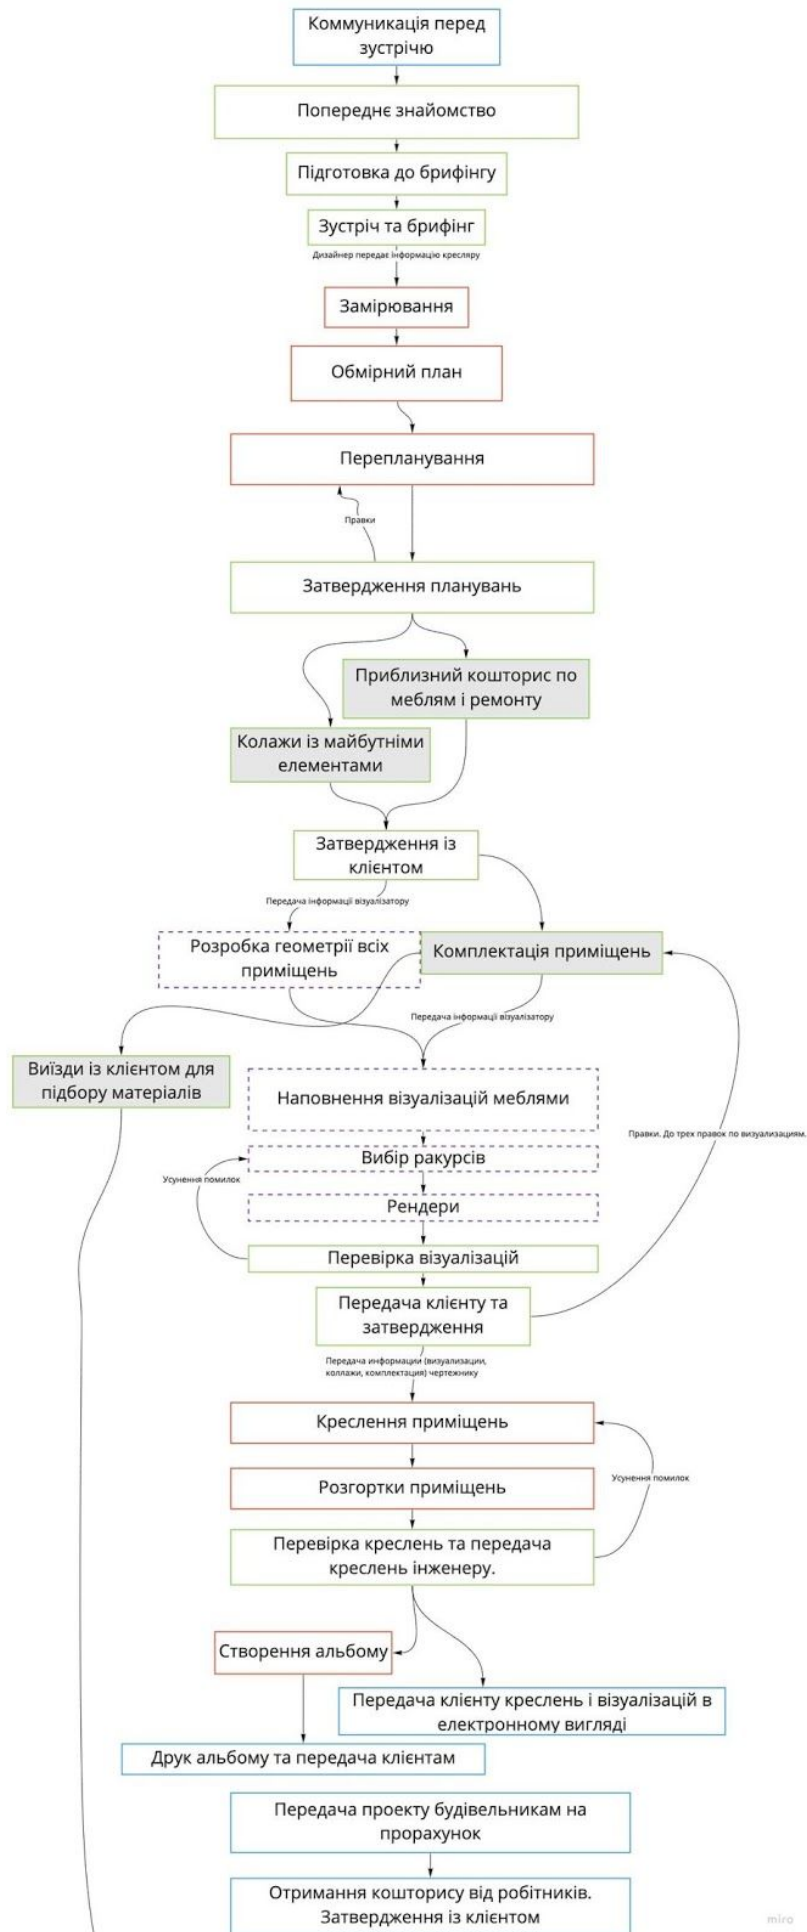 Коммуникація перед
зустрічю
Попереднє знайомство
Підготовка до брифінгу
Зустріч та брифінг
Дизайнер передає інформацію кресляру
Замірювання
Обмірний план
Перепланування
Правки
Затвердження планувань
Приблизний кошторис по
меблям і ремонту
Колажи із майбутніми
елементами
Затвердження із
клієнтом
Передача інформації візуалізатору
Розробка геометрії всіх
приміщень
Комплектація приміщень
Передача інформації візуалізатору
Виїзди із клієнтом для
підбору матеріалів
Наповнення візуалізацій меблями
Правки. До трех правок по визуализациям.
Вибір ракурсів
Усунення помилок
Рендери
Перевірка візуалізацій
Передача клієнту та
затвердження
Передача информации (визуализации,
коллажи, комплектация) чертежнику
Креслення приміщень
Усунення помилок
Розгортки приміщень
Перевірка креслень та передача
креслень інженеру.
Створення альбому
Передача клієнту креслень і візуалізацій в
електронному вигляді
Друк альбому та передача клієнтам
Передача проекту будівельникам на
прорахунок
Отримання кошторису від робітників.
Затвердження із клієнтом
miro